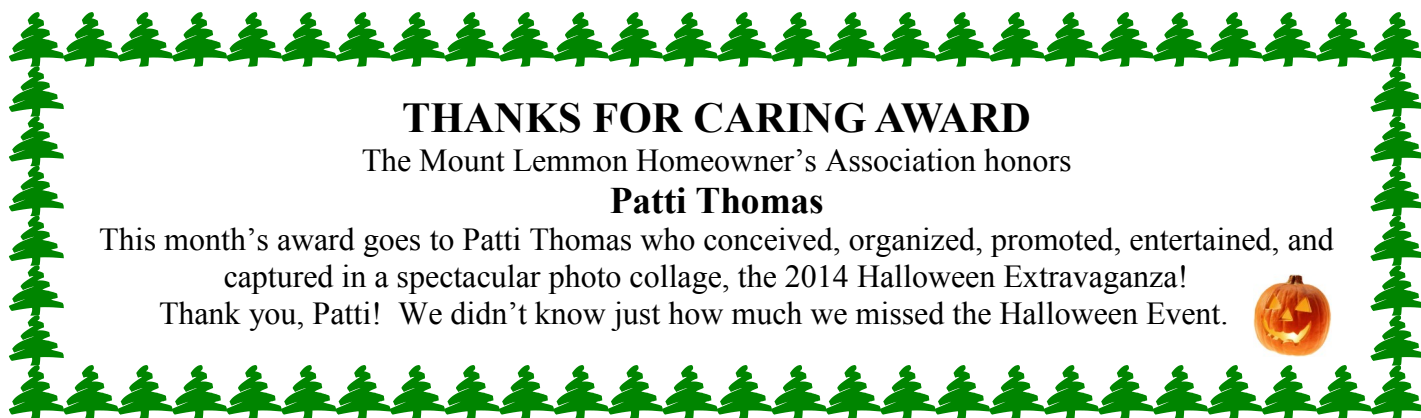 THANKS FOR CARING AWARD
The Mount Lemmon Homeowner’s Association honors
Patti Thomas
This month’s award goes to Patti Thomas who conceived, organized, promoted, entertained, and
captured in a spectacular photo collage, the 2014 Halloween Extravaganza!
Thank you, Patti!  We didn’t know just how much we missed the Halloween Event.